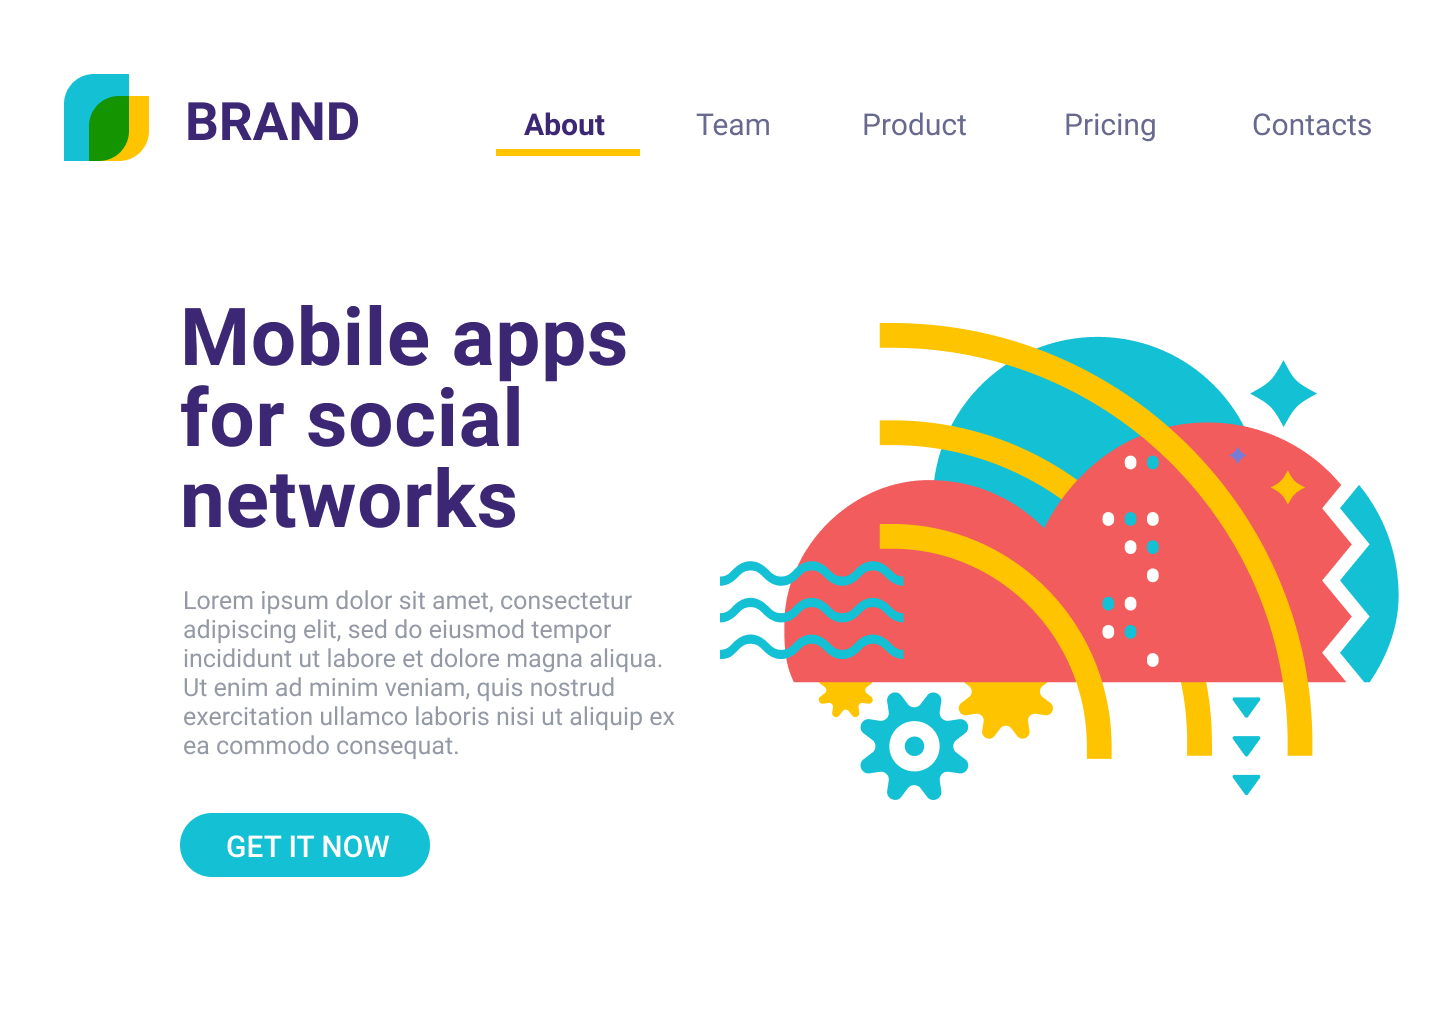 BRAND
About
Team
Product
Pricing
Contacts
Mobile apps
for social
networks
Lorem ipsum dolor sit amet, consectetur
adipiscing elit, sed do eiusmod tempor
incididunt ut labore et dolore magna aliqua.
Ut enim ad minim veniam, quis nostrud
exercitation ullamco laboris nisi ut aliquip ex
ea commodo consequat.
GET IT NOW